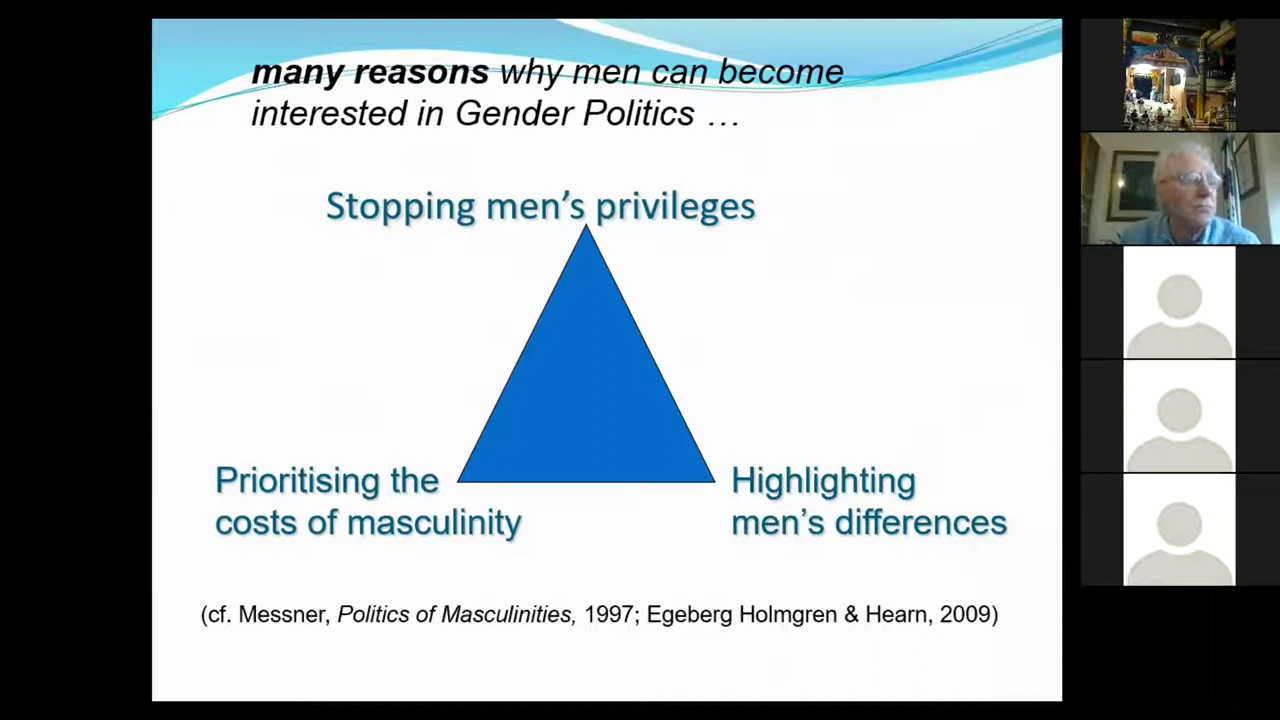 many reasons why men can become
interested in Gender Politics …
Stopping men’s privileges
Prioritising the
costs of masculinity
Highlighting
men’s differences
(cf. Messner, Politics of Masculinities, 1997; Egeberg Holmgren & Hearn, 2009)